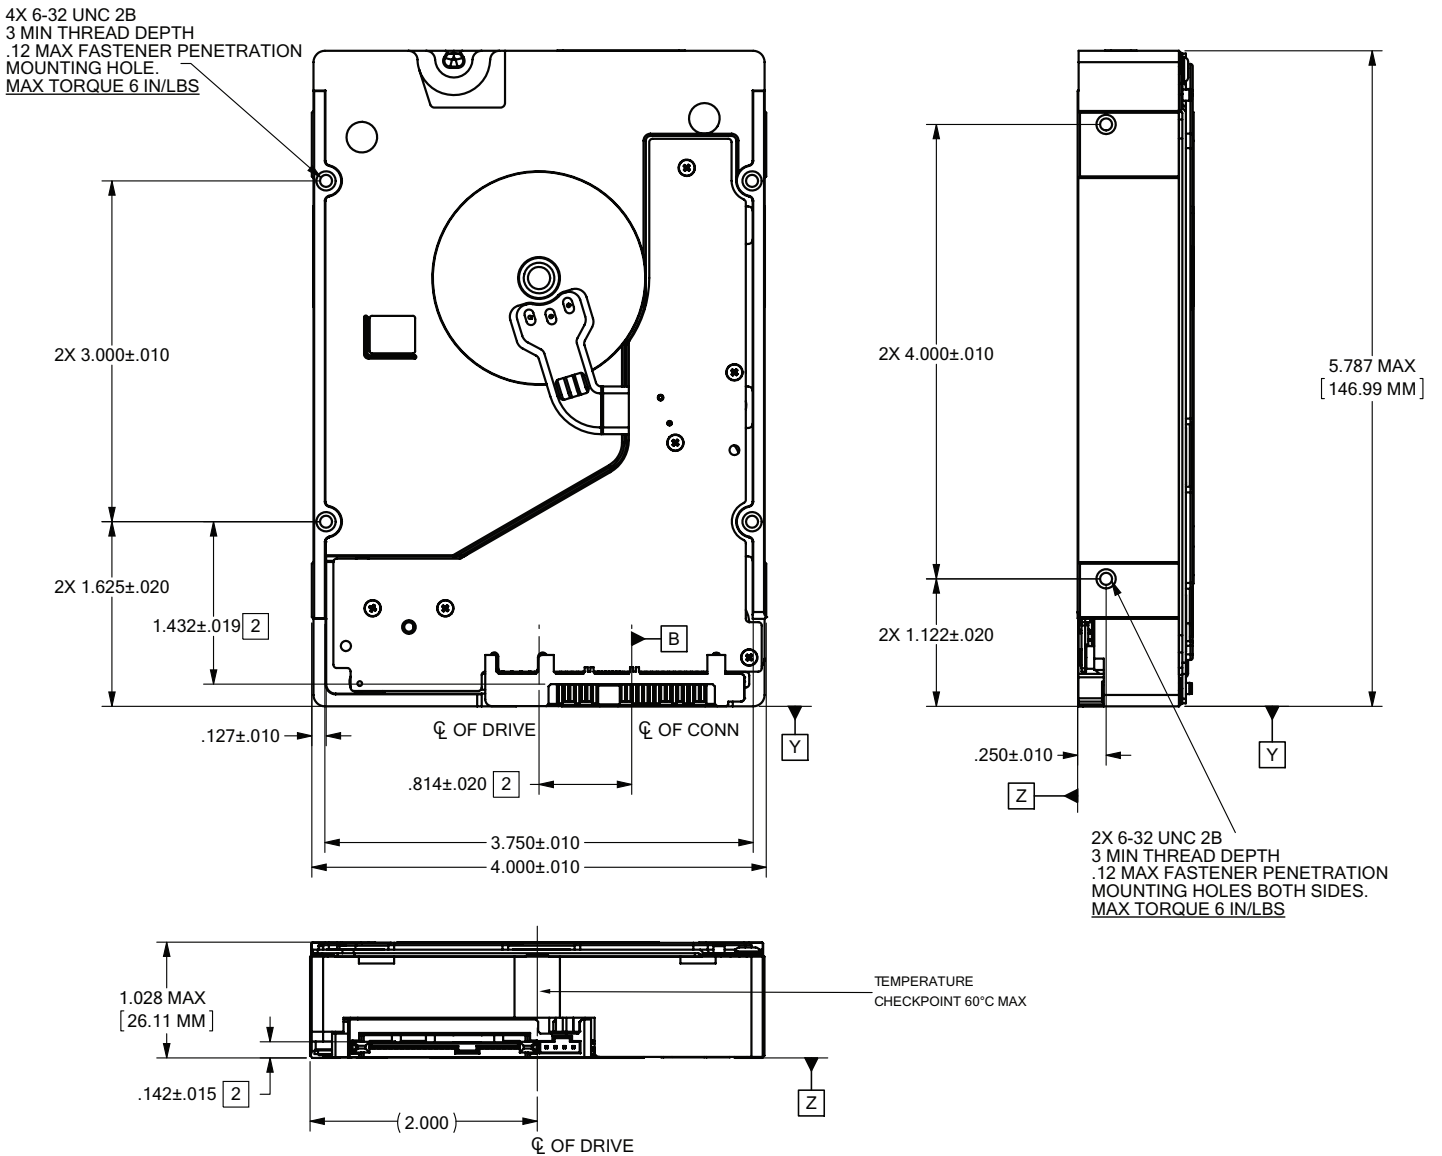 4X 6-32 UNC 2B
3 MIN THREAD DEPTH
.12 MAX FASTENER PENETRATION
MOUNTING HOLE.
MAX TORQUE 6 IN/LBS
2X 3.000±.010
2X 1.625±.020
1.432±.019 2
B
℄ OF DRIVE
℄ OF CONN
Y
.127±.010
.814±.020 2
3.750±.010
4.000±.010
2X 4.000±.010
5.787 MAX
[146.99 MM]
2X 1.122±.020
.250±.010
Y
Z
2X 6-32 UNC 2B
3 MIN THREAD DEPTH
.12 MAX FASTENER PENETRATION
MOUNTING HOLES BOTH SIDES.
MAX TORQUE 6 IN/LBS
1.028 MAX
[26.11 MM]
TEMPERATURE
CHECKPOINT 60°C MAX
.142±.015 2
Z
(2.000)
℄ OF DRIVE